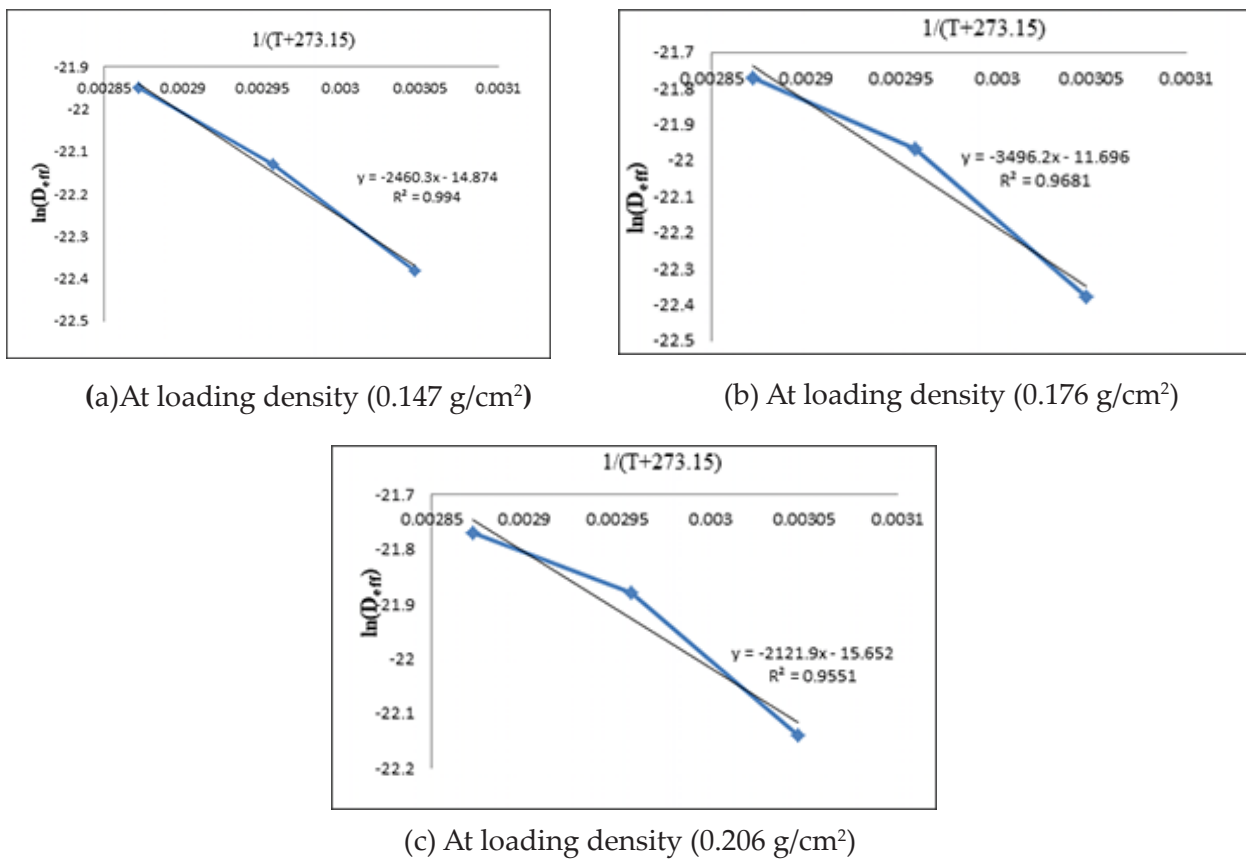 1/(T+273.15)
-21.9
0.00285 0.0029 0.00295 0.003 0.00305 0.0031
-22
-22.1
-22.2
-22.3
-22.4
-22.5
ln(D_eff)
y = -2460.3x - 14.874
R² = 0.994
(a)At loading density (0.147 g/cm²)
1/(T+273.15)
-21.7
0.00285 0.0029 0.00295 0.003 0.00305 0.0031
-21.8
-21.9
-22
-22.1
-22.2
-22.3
-22.4
-22.5
ln(D_eff)
y = -3496.2x - 11.696
R² = 0.9681
(b) At loading density (0.176 g/cm²)
1/(T+273.15)
-21.7
0.00285 0.0029 0.00295 0.003 0.00305 0.0031
-21.8
-21.9
-22
-22.1
-22.2
ln(D_eff)
y = -2121.9x - 15.652
R² = 0.9551
(c) At loading density (0.206 g/cm²)